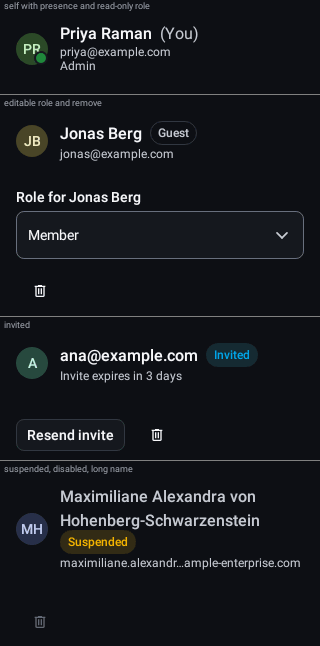 self with presence and read-only role
PR
Priya Raman (You)
priya@example.com
Admin
editable role and remove
JB
Jonas Berg Guest
jonas@example.com
Role for Jonas Berg
Member
invited
A
ana@example.com Invited
Invite expires in 3 days
Resend invite
suspended, disabled, long name
MH
Maximiliane Alexandra von
Hohenberg-Schwarzenstein
Suspended
maximiliane.alexandr...ample-enterprise.com